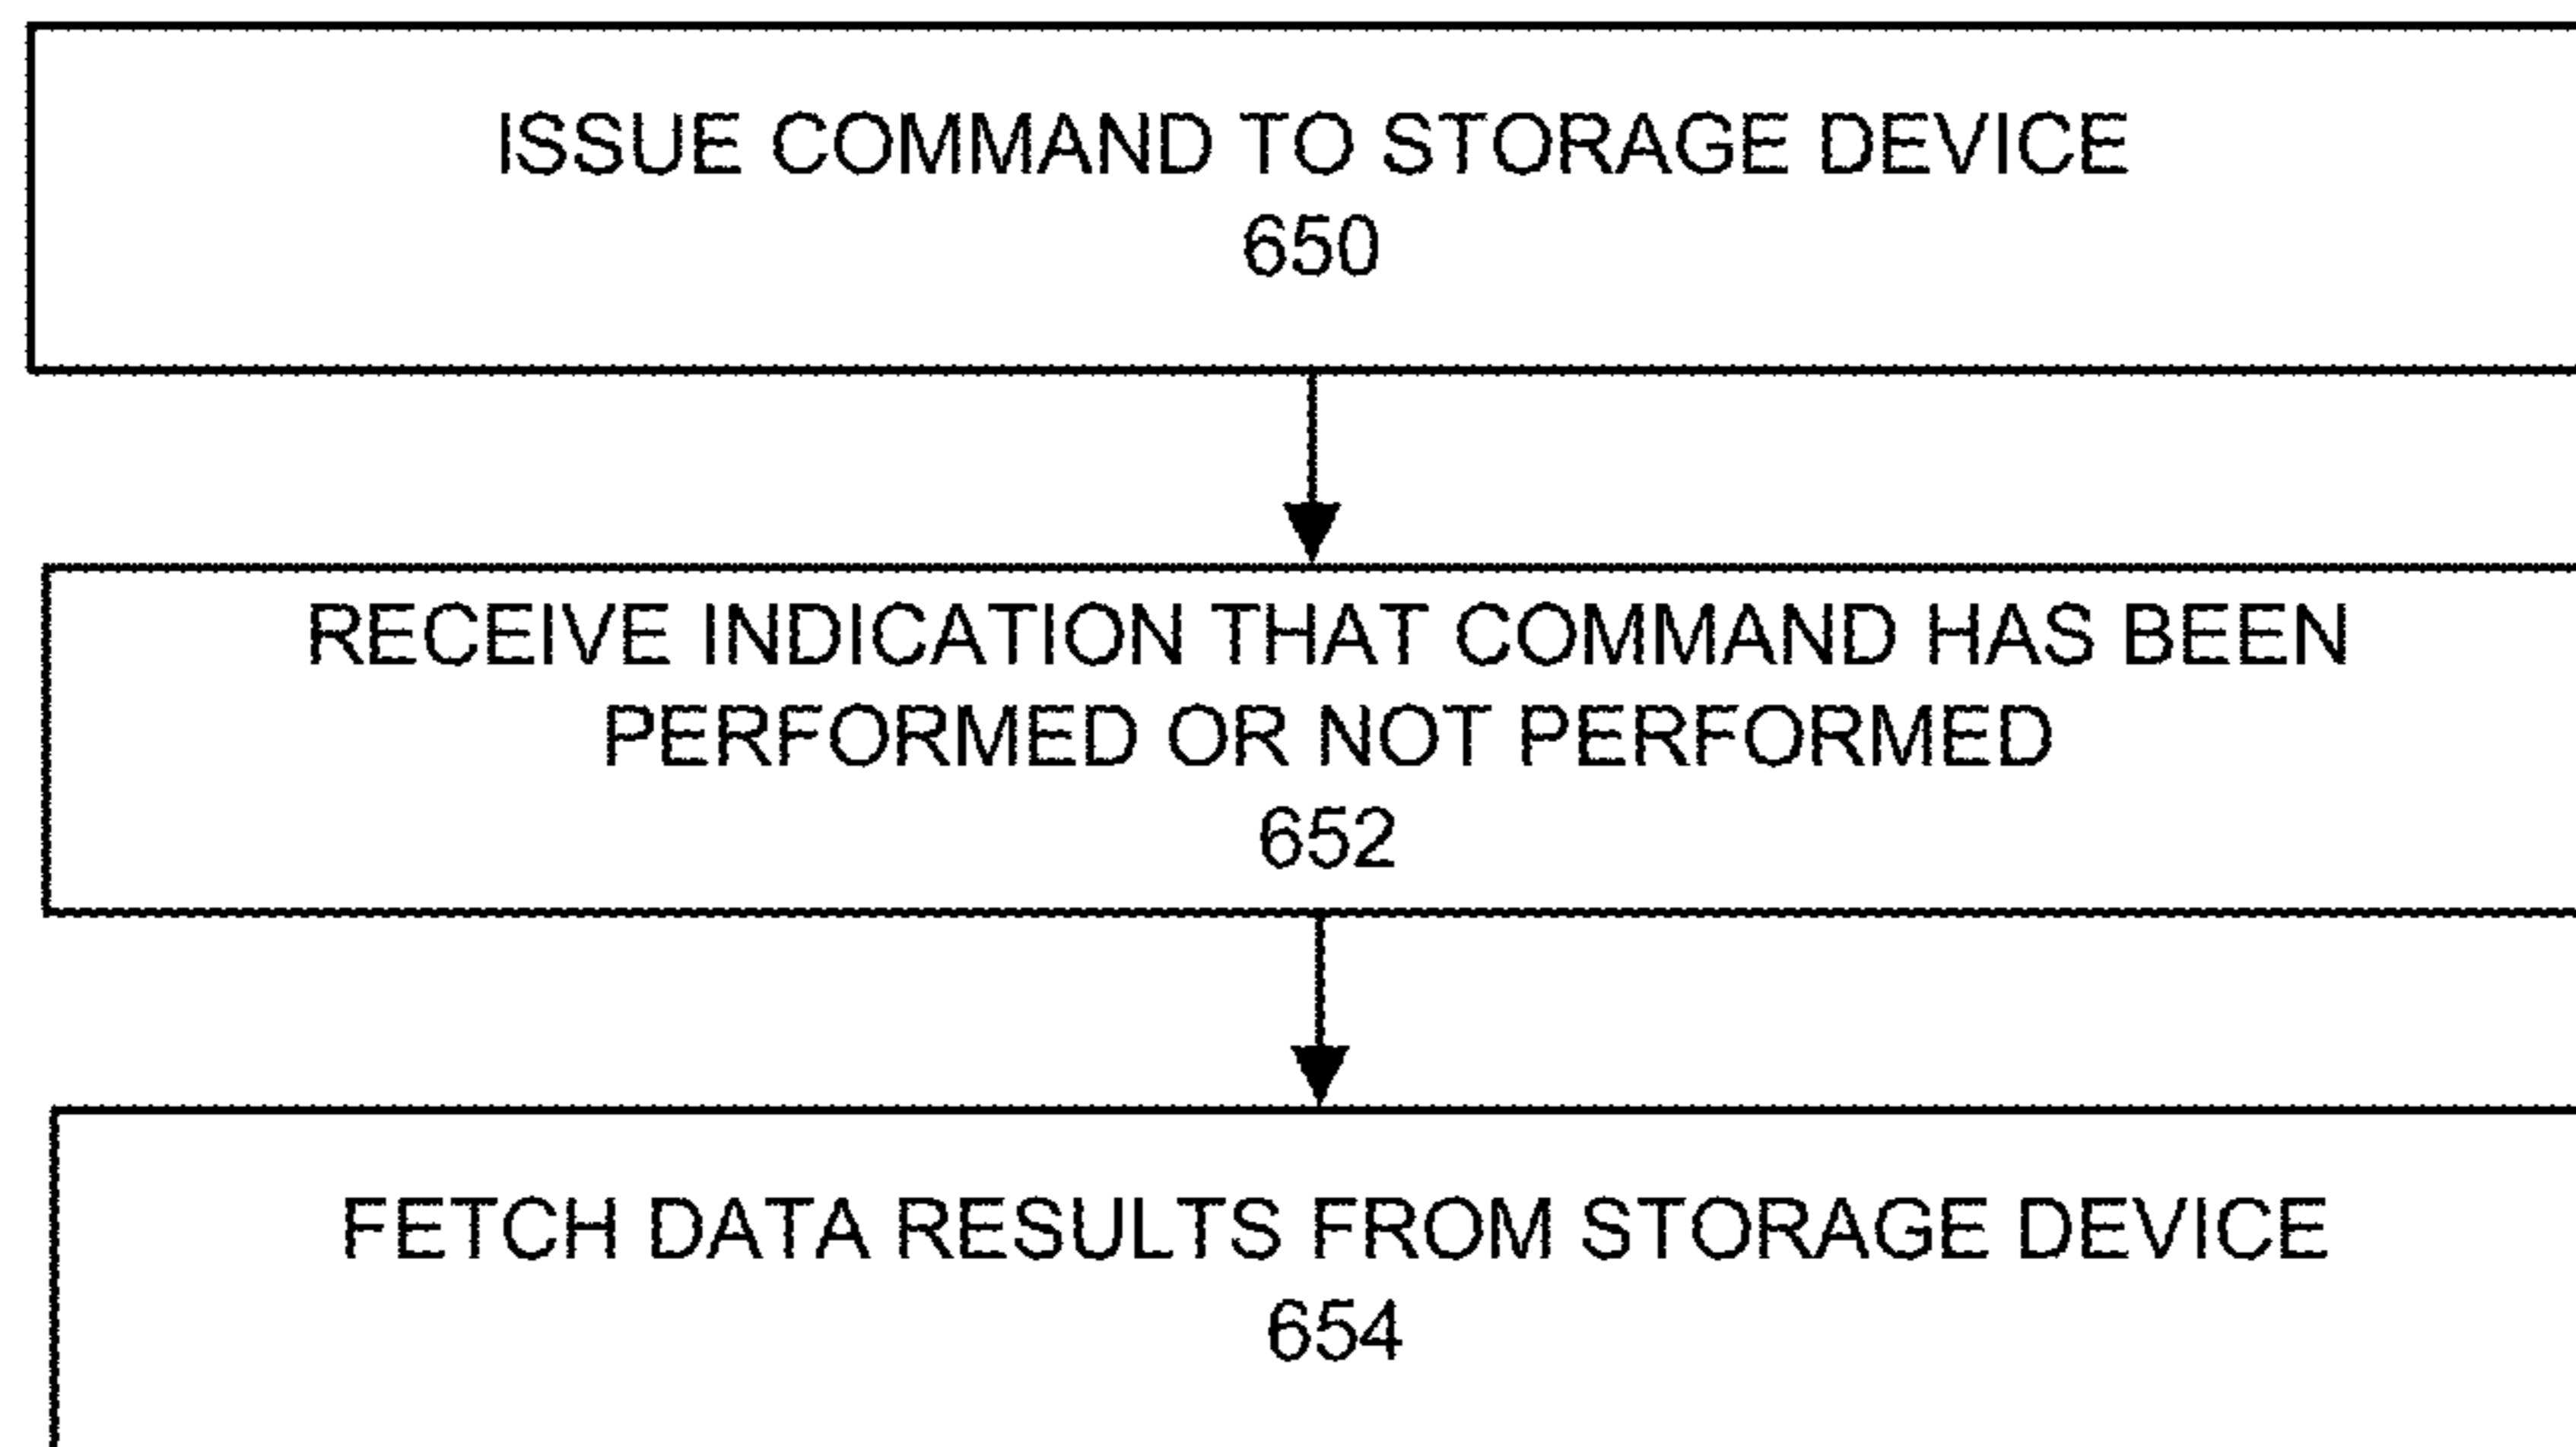 ISSUE COMMAND TO STORAGE DEVICE
650
RECEIVE INDICATION THAT COMMAND HAS BEEN
PERFORMED OR NOT PERFORMED
652
FETCH DATA RESULTS FROM STORAGE DEVICE
654